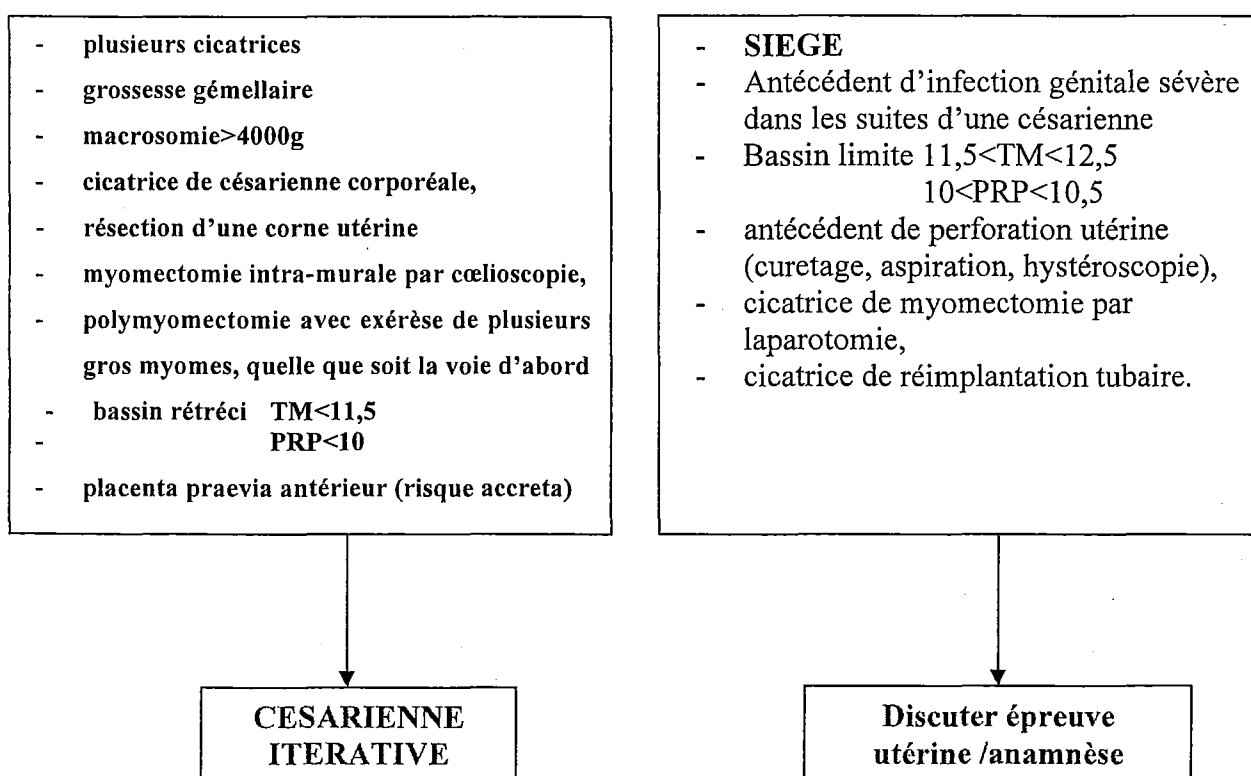 - plusieurs cicatrices
- grossesse gémellaire
- macrosomie>4000g
- cicatrice de césarienne corporéale,
- résection d'une corne utérine
- myomectomie intra-murale par cœlioscopie,
- polymyomectomie avec exérèse de plusieurs
gros myomes, quelle que soit la voie d'abord
- bassin rétréci TM<11,5
- PRP<10
- placenta praevia antérieur (risque accreta)
CESARIENNE
ITERATIVE
- SIEGE
- Antécédent d'infection génitale sévère
dans les suites d'une césarienne
- Bassin limite 11,5<TM<12,5
10<PRP<10,5
- antécédent de perforation utérine
(curetage, aspiration, hystéroscopie),
- cicatrice de myomectomie par
laparotomie,
- cicatrice de réimplantation tubaire.
Discuter épreuve
utérine /anamnèse